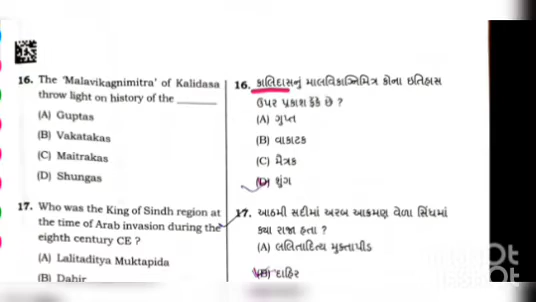 16. The 'Malavikagnimitra' of Kalidasa
throw light on history of the ________
(A) Guptas
(B) Vakatakas
(C) Maitrakas
(D) Shungas
17. Who was the King of Sindh region at
the time of Arab invasion during the
eighth century CE ?
(A) Lalitaditya Muktapida
(B) Dahir
16. કાલિદાસનું માલવિકાગ્નિમિત્ર કોના ઇતિહાસ
ઉપર પ્રકાશ ફેંકે છે ?
(A) ગુપ્ત
(B) વાકાટક
(C) મૈત્રક
(D) શૃંગ
17. આઠમી સદીમાં અરબ આક્રમણ વેળા સિંધમાં
ક્યા રાજા હતા ?
(A) લલિતાદિત્ય મુક્તાપીડ
(B) દાહિર